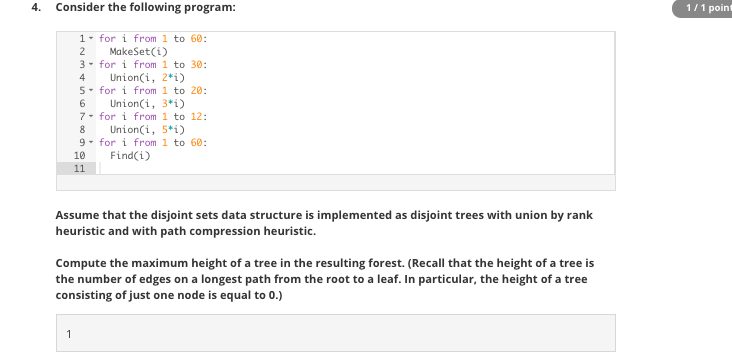 4. Consider the following program:
1 / 1 point
1 for i from 1 to 60:
2 MakeSet(i)
3 for i from 1 to 30:
4 Union(i, 2*i)
5 for i from 1 to 20:
6 Union(i, 3*i)
7 for i from 1 to 12:
8 Union(i, 5*i)
9 for i from 1 to 60:
10 Find(i)
11
Assume that the disjoint sets data structure is implemented as disjoint trees with union by rank
heuristic and with path compression heuristic.
Compute the maximum height of a tree in the resulting forest. (Recall that the height of a tree is
the number of edges on a longest path from the root to a leaf. In particular, the height of a tree
consisting of just one node is equal to 0.)
1